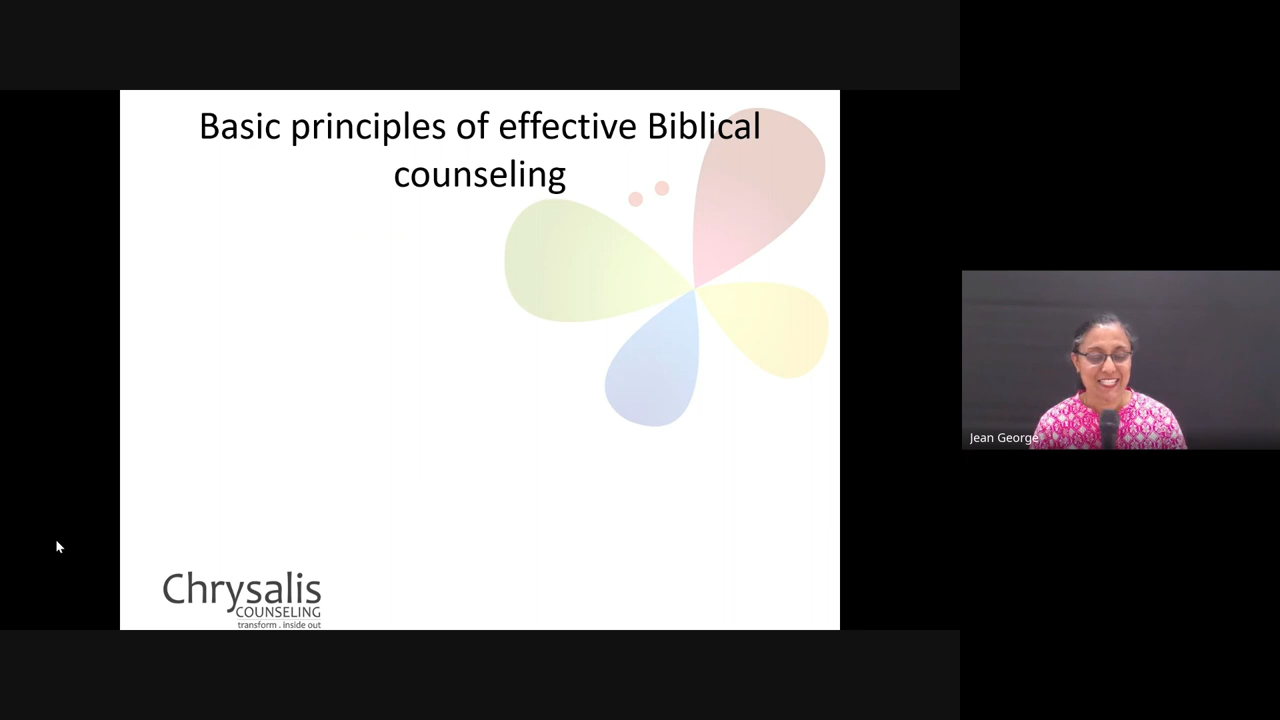 Basic principles of effective Biblical
counseling
Jean George
Chrysalis
COUNSELING
transform . inside out